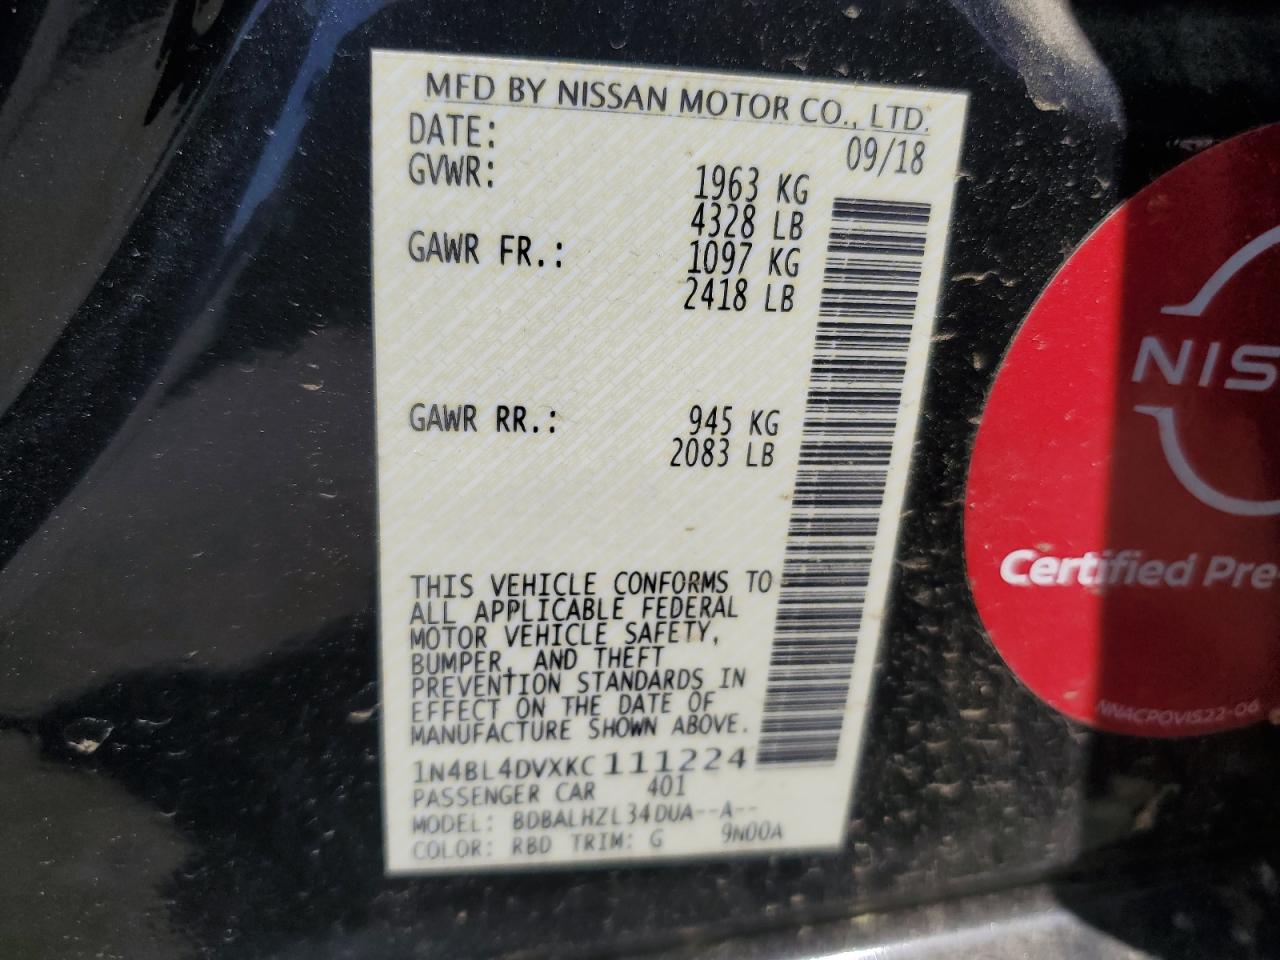 MFD BY NISSAN MOTOR CO., LTD.
DATE: 09/18
GVWR: 1963 KG
4328 LB
GAWR FR.: 1097 KG
2418 LB
GAWR RR.: 945 KG
2083 LB
THIS VEHICLE CONFORMS TO
ALL APPLICABLE FEDERAL
MOTOR VEHICLE SAFETY,
BUMPER, AND THEFT
PREVENTION STANDARDS IN
EFFECT ON THE DATE OF
MANUFACTURE SHOWN ABOVE.
1N4BL4DVXKC111224
PASSENGER CAR 401
MODEL: BDBALHZL34DUA--A--
COLOR: RBD TRIM: G 9N00A
NIS
Certified Pre
NNACPOVIS22-06